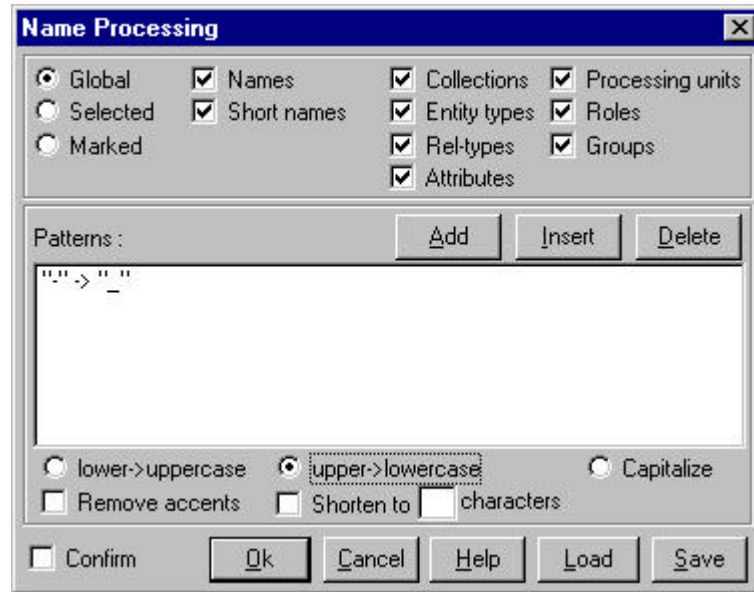 Name Processing
Global Names Collections Processing units
Selected Short names Entity types Roles
Marked Rel-types Groups
Attributes
Patterns : Add Insert Delete
"-" -> "_"
lower->uppercase upper->lowercase Capitalize
Remove accents Shorten to characters
Confirm Ok Cancel Help Load Save